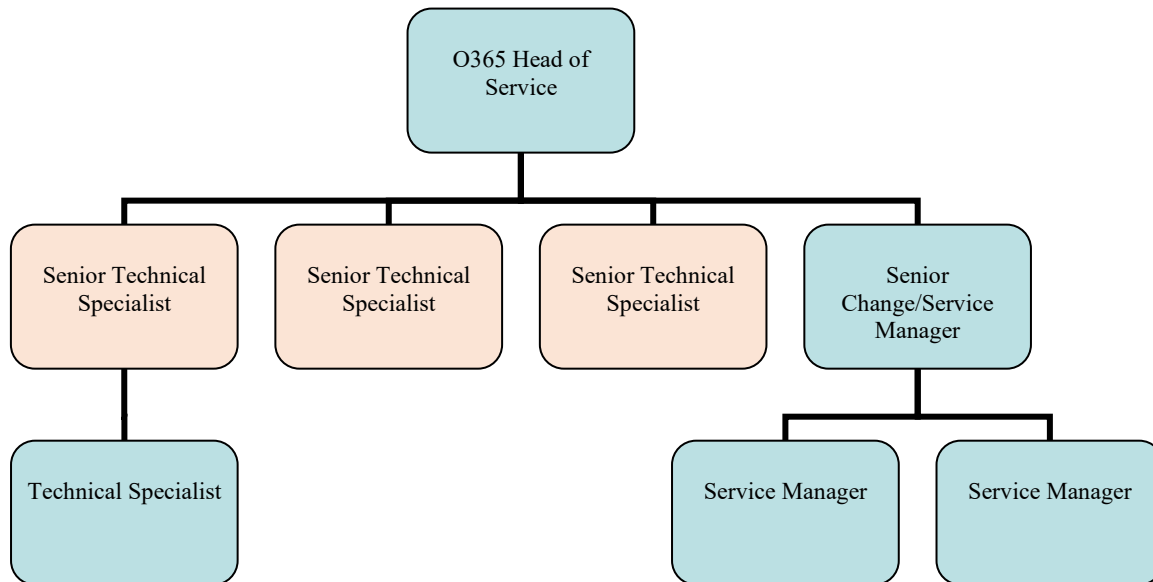 O365 Head of
Service
Senior Technical
Specialist
Senior Technical
Specialist
Senior Technical
Specialist
Senior
Change/Service
Manager
Technical Specialist
Service Manager
Service Manager